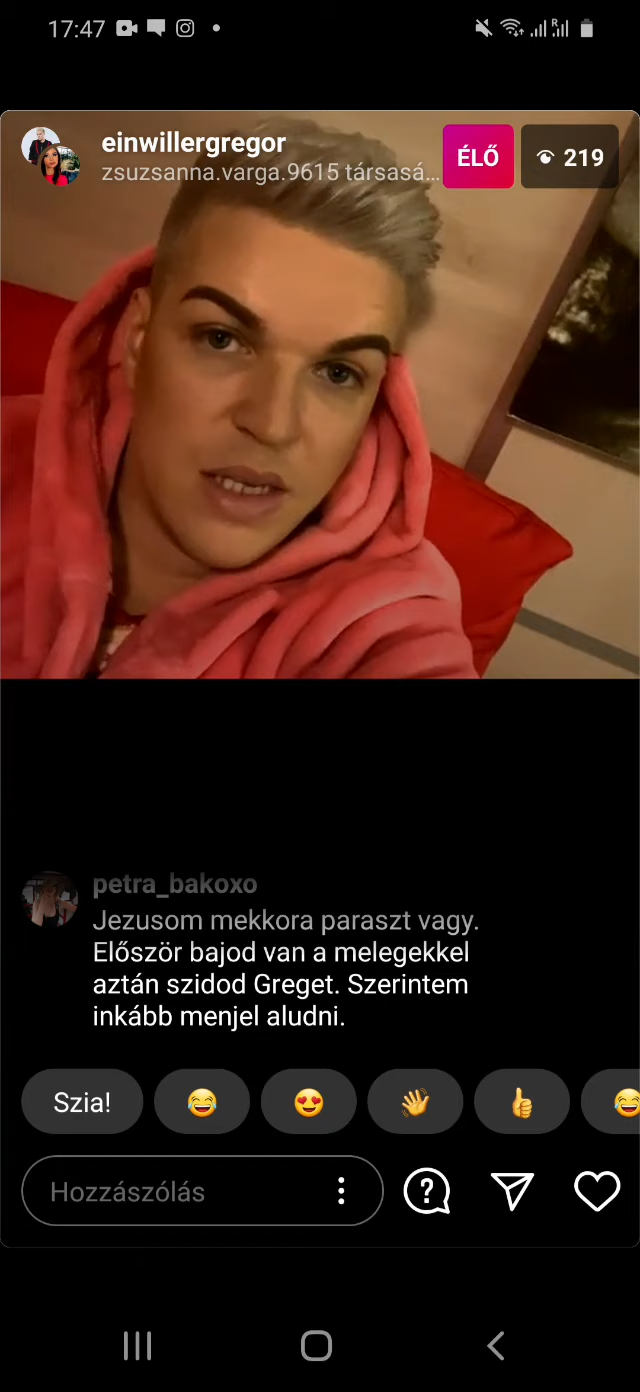 17:47
einwillergregor
zsuzsanna.varga.9615 társasá...
ÉLŐ
219
petra_bakoxo
Jezusom mekkora paraszt vagy.
Először bajod van a melegekkel
aztán szidod Greget. Szerintem
inkább menjel aludni.
Szia!
Hozzászólás